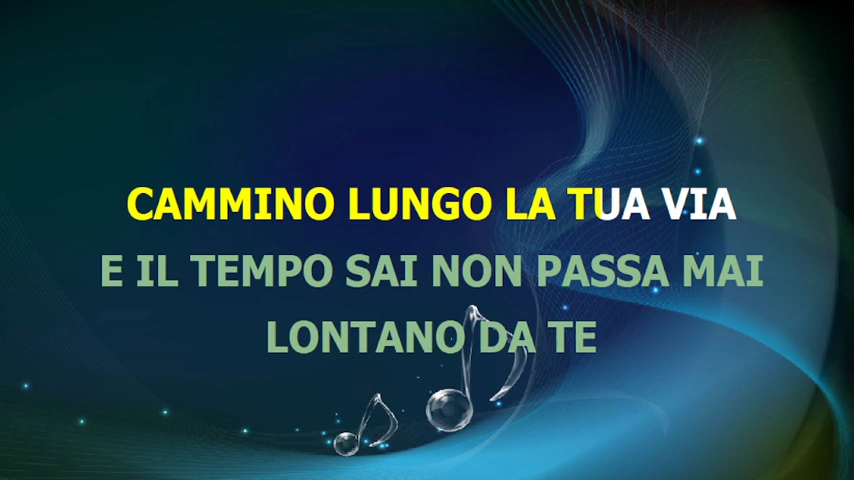 CAMMINO LUNGO LA TUA VIA
E IL TEMPO SAI NON PASSA MAI
LONTANO DA TE